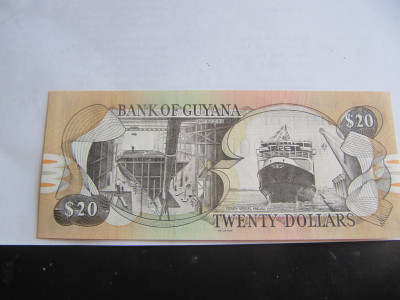 BANK OF GUYANA
$20
$20
TWENTY DOLLARS